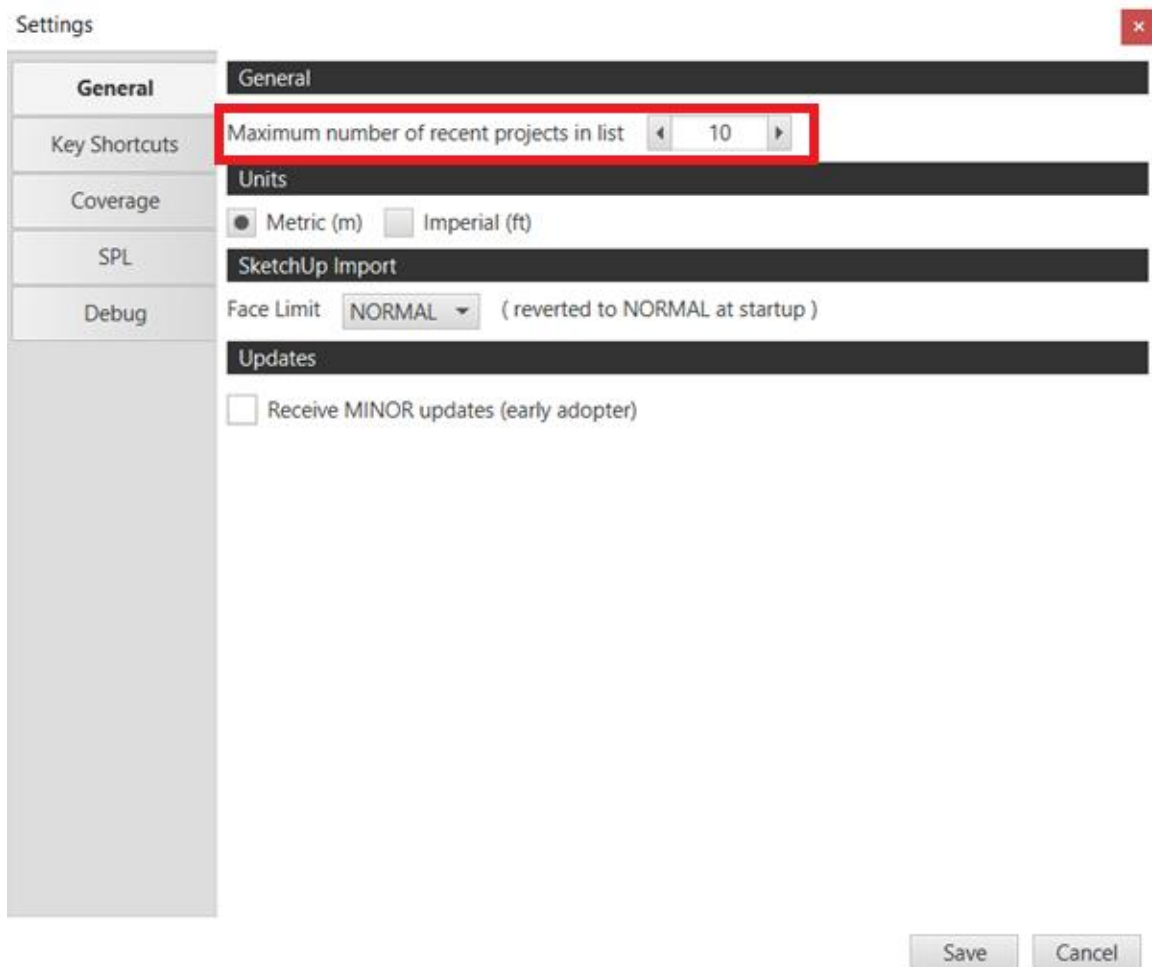 Settings
General
Key Shortcuts
Coverage
SPL
Debug
General
Maximum number of recent projects in list 10
Units
Metric (m) Imperial (ft)
SketchUp Import
Face Limit NORMAL ( reverted to NORMAL at startup )
Updates
Receive MINOR updates (early adopter)
Save Cancel